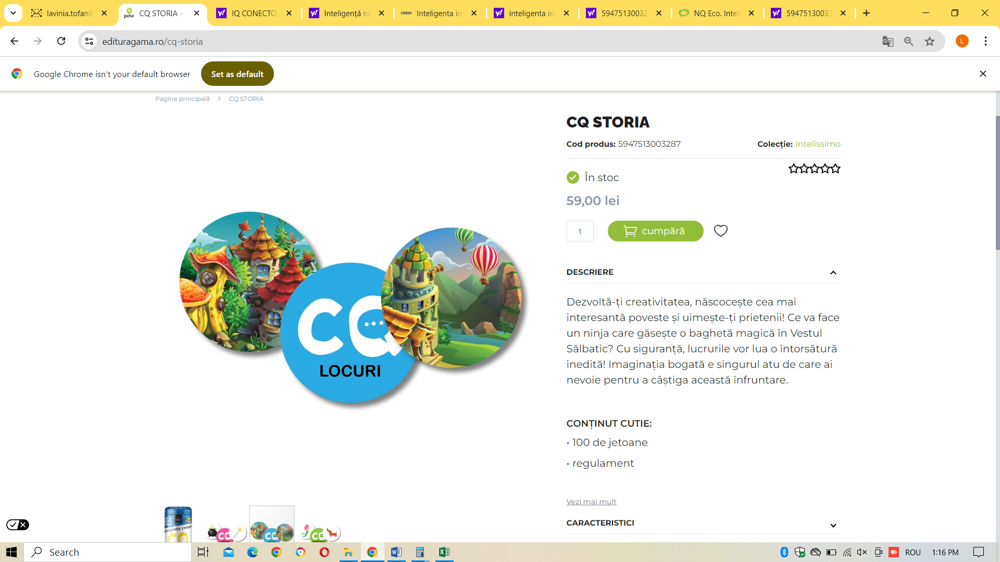 lavinia.tofan@
CQ STORIA -
IQ CONECTO
Inteligență na
Inteligenta in
inteligenta in
59475130032
NQ Eco. Inteli
59475130033
edituragama.ro/cq-storia
L
Google Chrome isn't your default browser
Set as default
Pagina principală > CQ STORIA
CQ STORIA
Cod produs: 5947513003287
Colecție: Intelissimo
În stoc
59,00 lei
1
cumpără
DESCRIERE
Dezvoltă-ți creativitatea, născocește cea mai
interesantă poveste și uimește-ți prietenii! Ce va face
un ninja care găsește o baghetă magică în Vestul
Sălbatic? Cu siguranță, lucrurile vor lua o întorsătură
inedită! Imaginația bogată e singurul atu de care ai
nevoie pentru a câștiga această înfruntare.
CONȚINUT CUTIE:
• 100 de jetoane
• regulament
Vezi mai mult
CARACTERISTICI
CQ
LOCURI
Search
ROU
1:16 PM